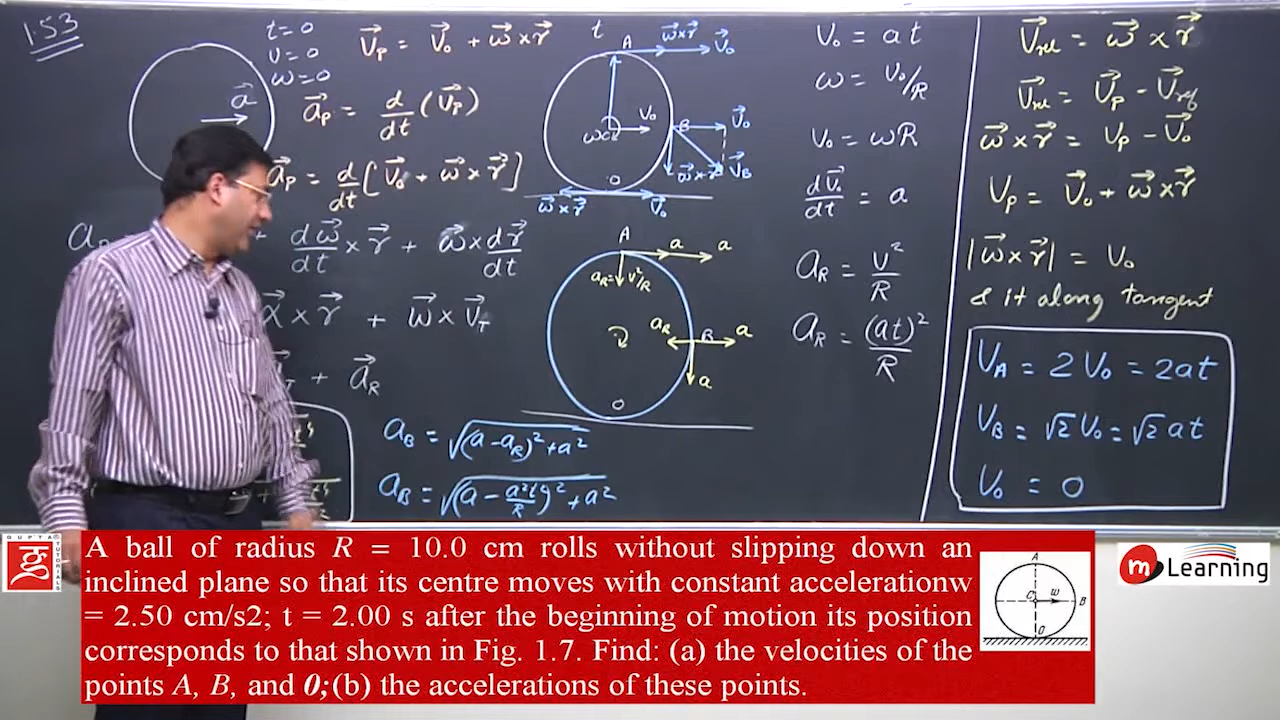 1.53
t = 0
v = 0
ω = 0
a⃗
V⃗p = V⃗o + ω⃗ × r⃗
a⃗p = d/dt (V⃗p)
a⃗p = d/dt [V⃗o + ω⃗ × r⃗]
+ dω⃗/dt × r⃗ + ω⃗ × dr⃗/dt
α⃗ × r⃗ + ω⃗ × V⃗T
+ a⃗R
aB = √(a - aR)² + a²
aB = √(a - a²t²/R)² + a²
t
A ω⃗×r⃗ V⃗o
ω Vo B V⃗o
ω⃗×r⃗ V⃗B
O
ω⃗×r⃗ V⃗o
A a a
aR = V²/R
aR B a
a
O
Vo = at
ω = Vo/R
Vo = ωR
dV⃗o/dt = a
aR = V²/R
aR = (at)²/R
V⃗rel = ω⃗ × r⃗
V⃗rel = V⃗p - V⃗ref
ω⃗ × r⃗ = Vp - V⃗o
Vp = V⃗o + ω⃗ × r⃗
|ω⃗×r⃗| = Vo
& it along tangent
VA = 2Vo = 2at
VB = √2 Vo = √2 at
Vo = 0
GUPTA TUTORIALS
A ball of radius R = 10.0 cm rolls without slipping down an
inclined plane so that its centre moves with constant accelerationw
= 2.50 cm/s2; t = 2.00 s after the beginning of motion its position
corresponds to that shown in Fig. 1.7. Find: (a) the velocities of the
points A, B, and 0;(b) the accelerations of these points.
A
C w B
O
m Learning